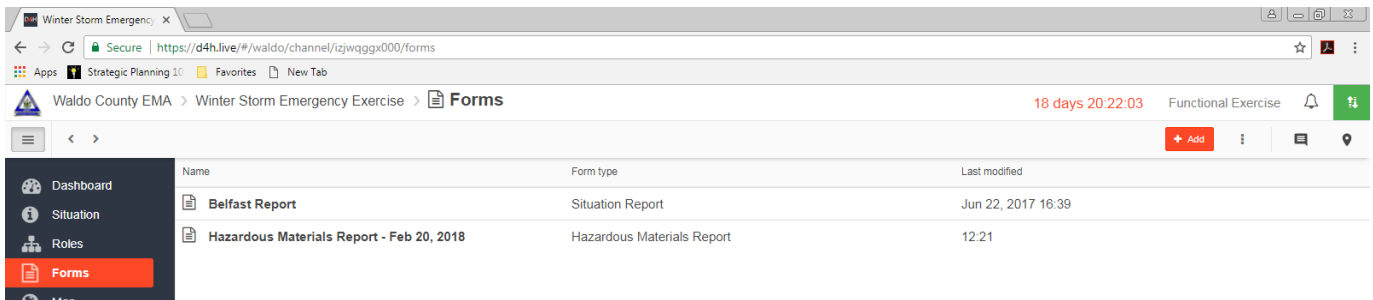 Winter Storm Emergency
Secure https://d4h.live/#/waldo/channel/izjwqggx000/forms
Apps Strategic Planning 10 Favorites New Tab
Waldo County EMA > Winter Storm Emergency Exercise > Forms 18 days 20:22:03 Functional Exercise
+ Add
Name Form type Last modified
Dashboard
Belfast Report Situation Report Jun 22, 2017 16:39
Situation
Roles Hazardous Materials Report - Feb 20, 2018 Hazardous Materials Report 12:21
Forms